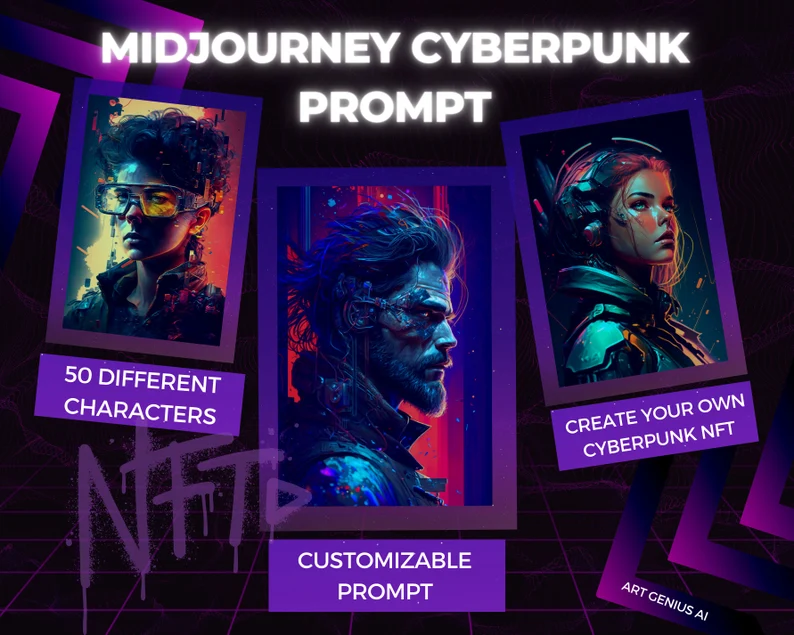 MIDJOURNEY CYBERPUNK
PROMPT
50 DIFFERENT
CHARACTERS
CREATE YOUR OWN
CYBERPUNK NFT
NFT
CUSTOMIZABLE
PROMPT
ART GENIUS AI